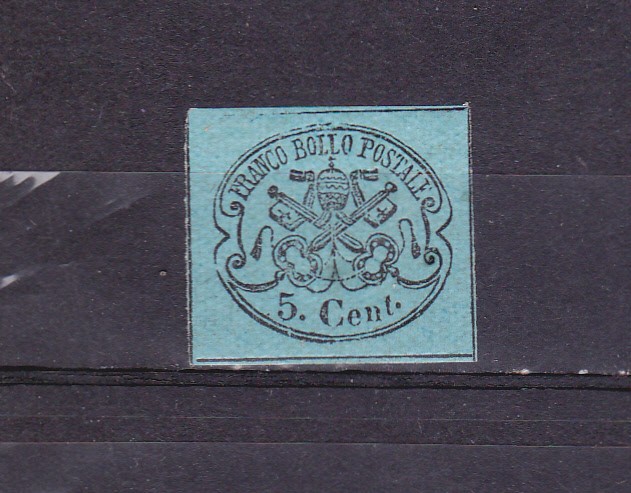 FRANCO BOLLO POSTALE
5. Cent.